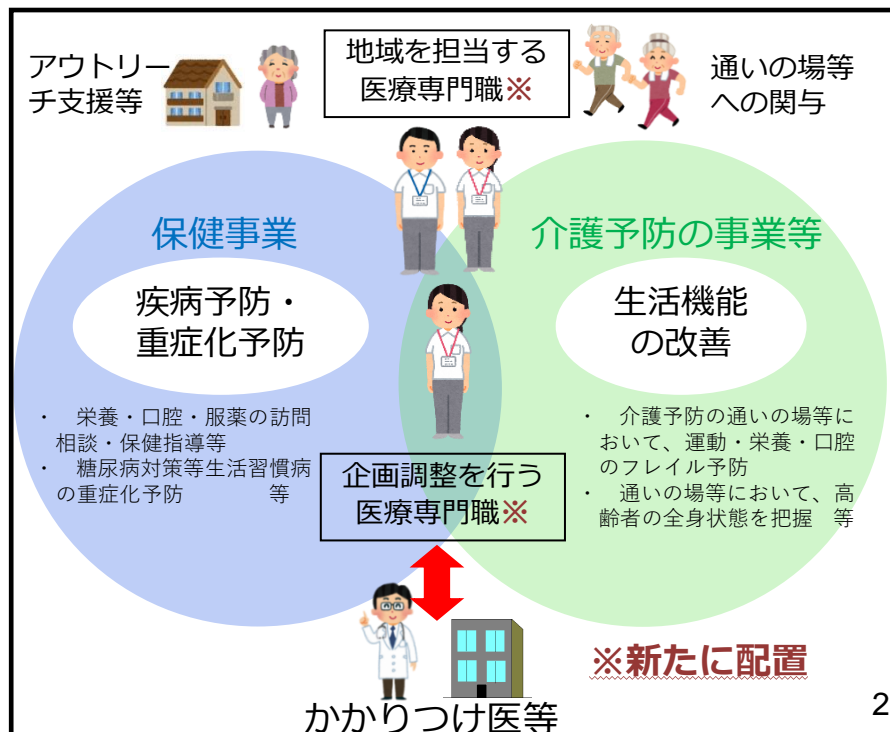 アウトリー
チ支援等
地域を担当する
医療専門職※
通いの場等
への関与
保健事業
疾病予防・
重症化予防
・　栄養・口腔・服薬の訪問
相談・保健指導等
・　糖尿病対策等生活習慣病
の重症化予防　　　　等
介護予防の事業等
生活機能
の改善
・　介護予防の通いの場等に
おいて、運動・栄養・口腔
のフレイル予防
・　通いの場等において、高
齢者の全身状態を把握　等
企画調整を行う
医療専門職※
かかりつけ医等
※新たに配置
2